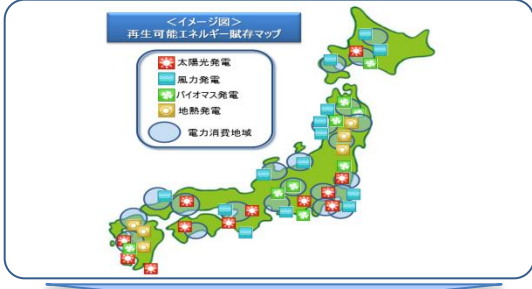 ＜イメージ図＞
再生可能エネルギー賦存マップ
太陽光発電
風力発電
バイオマス発電
地熱発電
電力消費地域